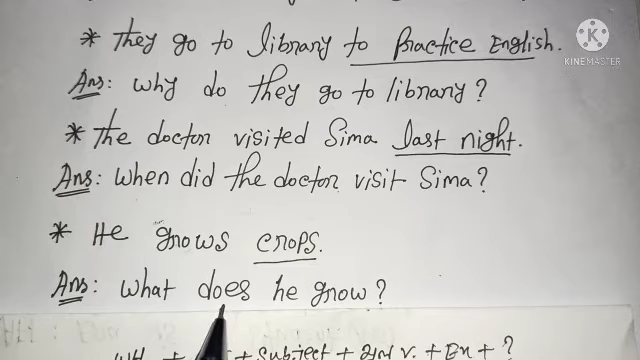 * They go to library to Practice English.
KINEMASTER
Ans: Why do they go to library?
* The doctor visited Sima last night.
Ans: When did the doctor visit Sima?
* He grows crops.
Ans: What does he grow?
WH + + Subject + v. + Ex + ?